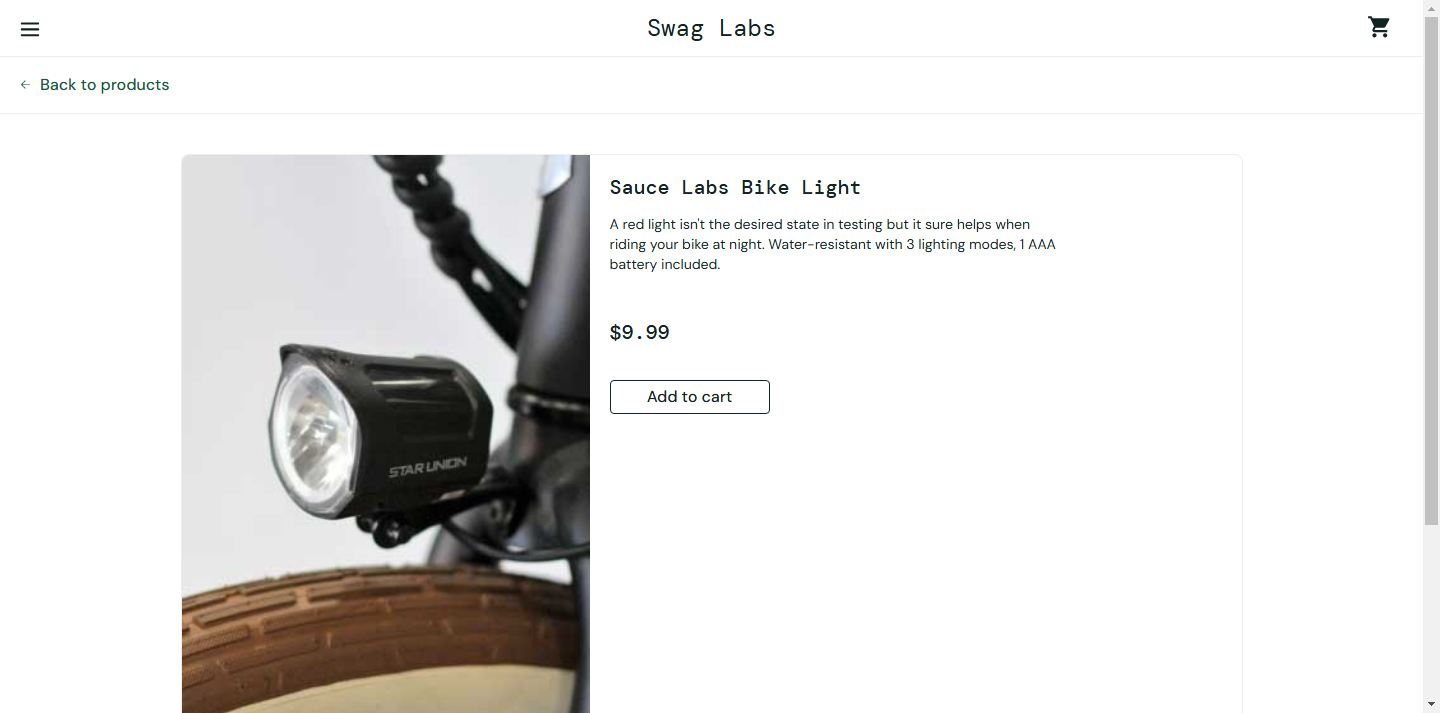 Swag Labs
Back to products
Sauce Labs Bike Light
A red light isn't the desired state in testing but it sure helps when
riding your bike at night. Water-resistant with 3 lighting modes, 1 AAA
battery included.
$9.99
Add to cart
STAR UNION